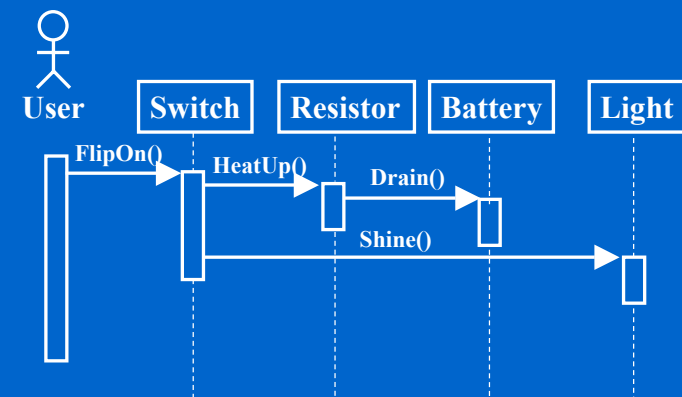 User
Switch
Resistor
Battery
Light
FlipOn()
HeatUp()
Drain()
Shine()